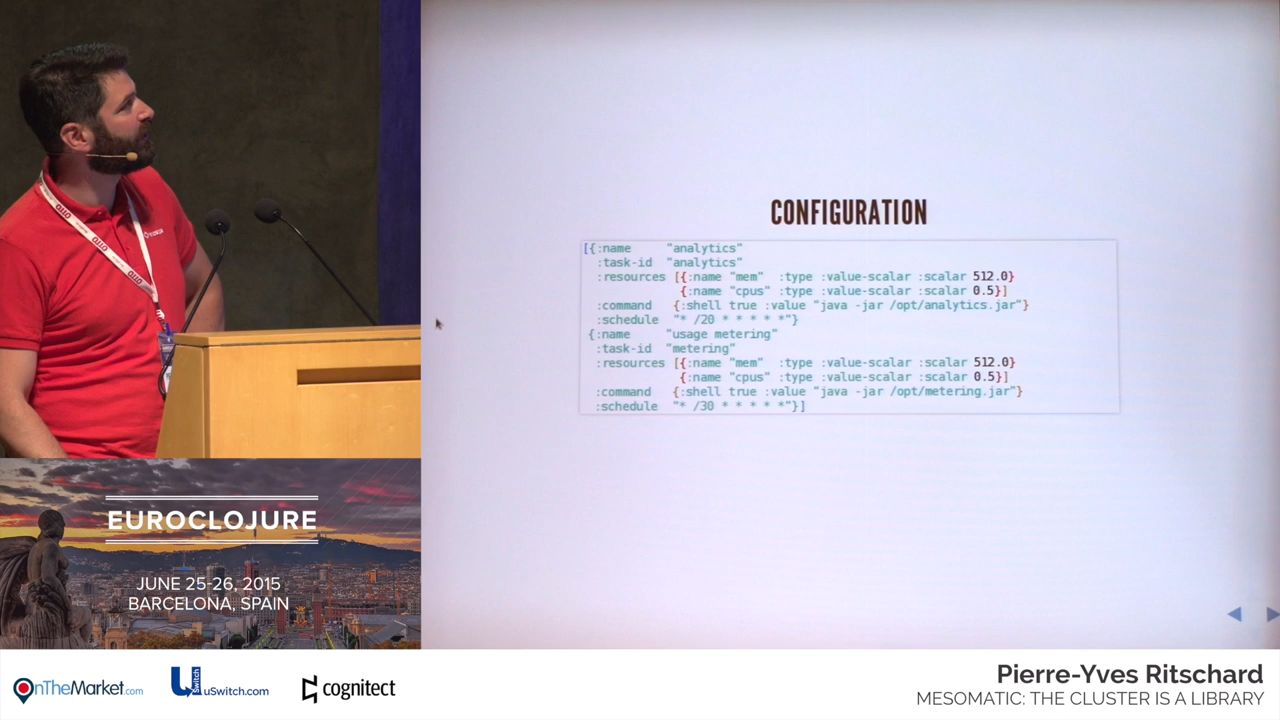 CONFIGURATION
[{:name "analytics"
:task-id "analytics"
:resources [{:name "mem" :type :value-scalar :scalar 512.0}
{:name "cpus" :type :value-scalar :scalar 0.5}]
:command {:shell true :value "java -jar /opt/analytics.jar"}
:schedule "* /20 * * * * *"}
{:name "usage metering"
:task-id "metering"
:resources [{:name "mem" :type :value-scalar :scalar 512.0}
{:name "cpus" :type :value-scalar :scalar 0.5}]
:command {:shell true :value "java -jar /opt/metering.jar"}
:schedule "* /30 * * * * *"}]
EUROCLOJURE
JUNE 25-26, 2015
BARCELONA, SPAIN
OnTheMarket.com
uSwitch
uSwitch.com
cognitect
Pierre-Yves Ritschard
MESOMATIC: THE CLUSTER IS A LIBRARY